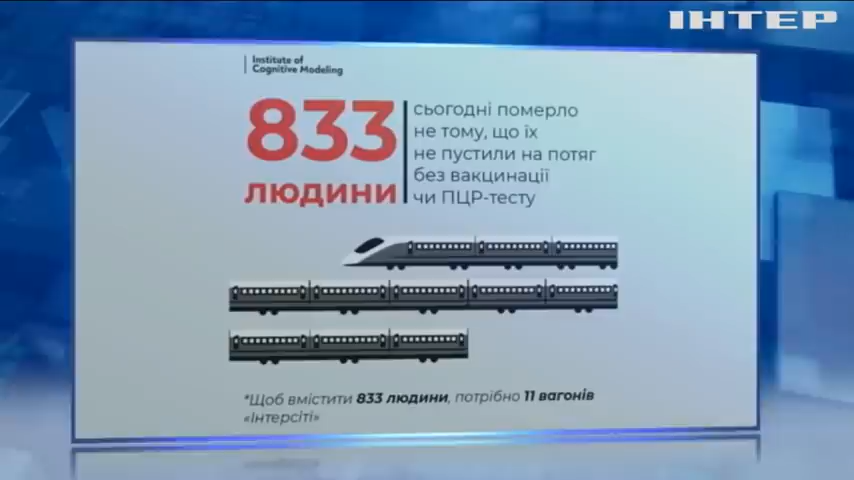 ІНТЕР
Institute of
Cognitive Modeling
833
людини
сьогодні померло
не тому, що їх
не пустили на потяг
без вакцинації
чи ПЦР-тесту
*Щоб вмістити 833 людини, потрібно 11 вагонів
«Інтерсіті»